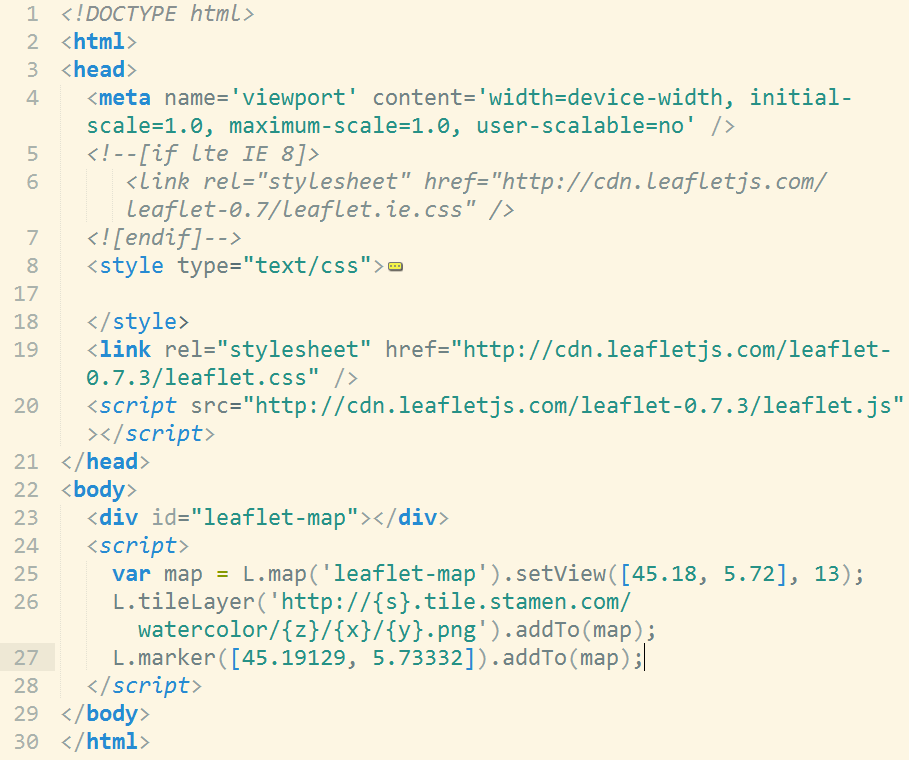 1 <!DOCTYPE html>
2 <html>
3 <head>
4 <meta name='viewport' content='width=device-width, initial-
scale=1.0, maximum-scale=1.0, user-scalable=no' />
5 <!--[if lte IE 8]>
6 <link rel="stylesheet" href="http://cdn.leafletjs.com/
leaflet-0.7/leaflet.ie.css" />
7 <![endif]-->
8 <style type="text/css">
17
18 </style>
19 <link rel="stylesheet" href="http://cdn.leafletjs.com/leaflet-
0.7.3/leaflet.css" />
20 <script src="http://cdn.leafletjs.com/leaflet-0.7.3/leaflet.js"
></script>
21 </head>
22 <body>
23 <div id="leaflet-map"></div>
24 <script>
25 var map = L.map('leaflet-map').setView([45.18, 5.72], 13);
26 L.tileLayer('http://{s}.tile.stamen.com/
watercolor/{z}/{x}/{y}.png').addTo(map);
27 L.marker([45.19129, 5.73332]).addTo(map);
28 </script>
29 </body>
30 </html>